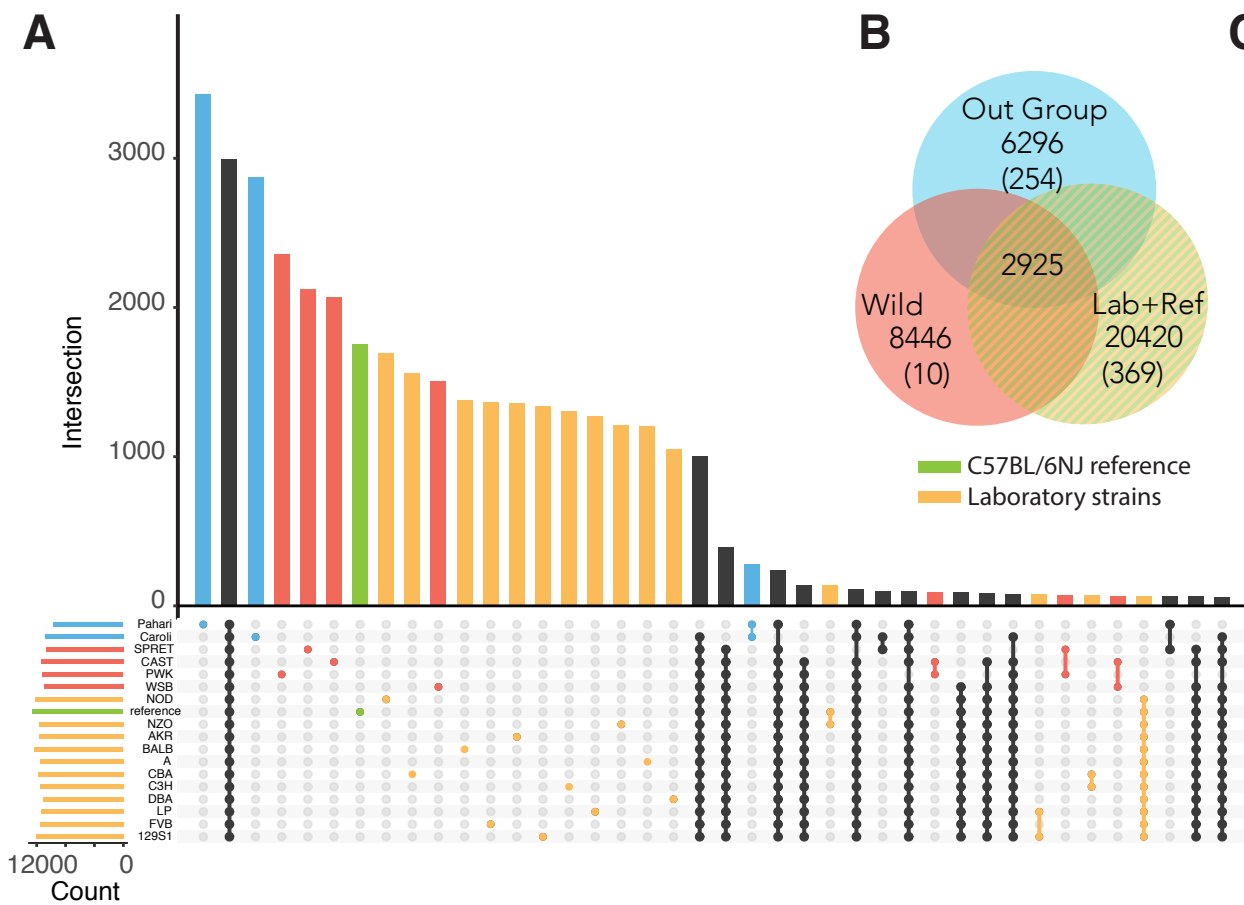 A
B
C
3000
2000
1000
0
Intersection
Out Group
6296
(254)
2925
Wild
8446
(10)
Lab+Ref
20420
(369)
C57BL/6NJ reference
Laboratory strains
Pahari
Caroli
SPRET
CAST
PWK
WSB
NOD
reference
NZO
AKR
BALB
A
CBA
C3H
DBA
LP
FVB
129S1
12000 0
Count